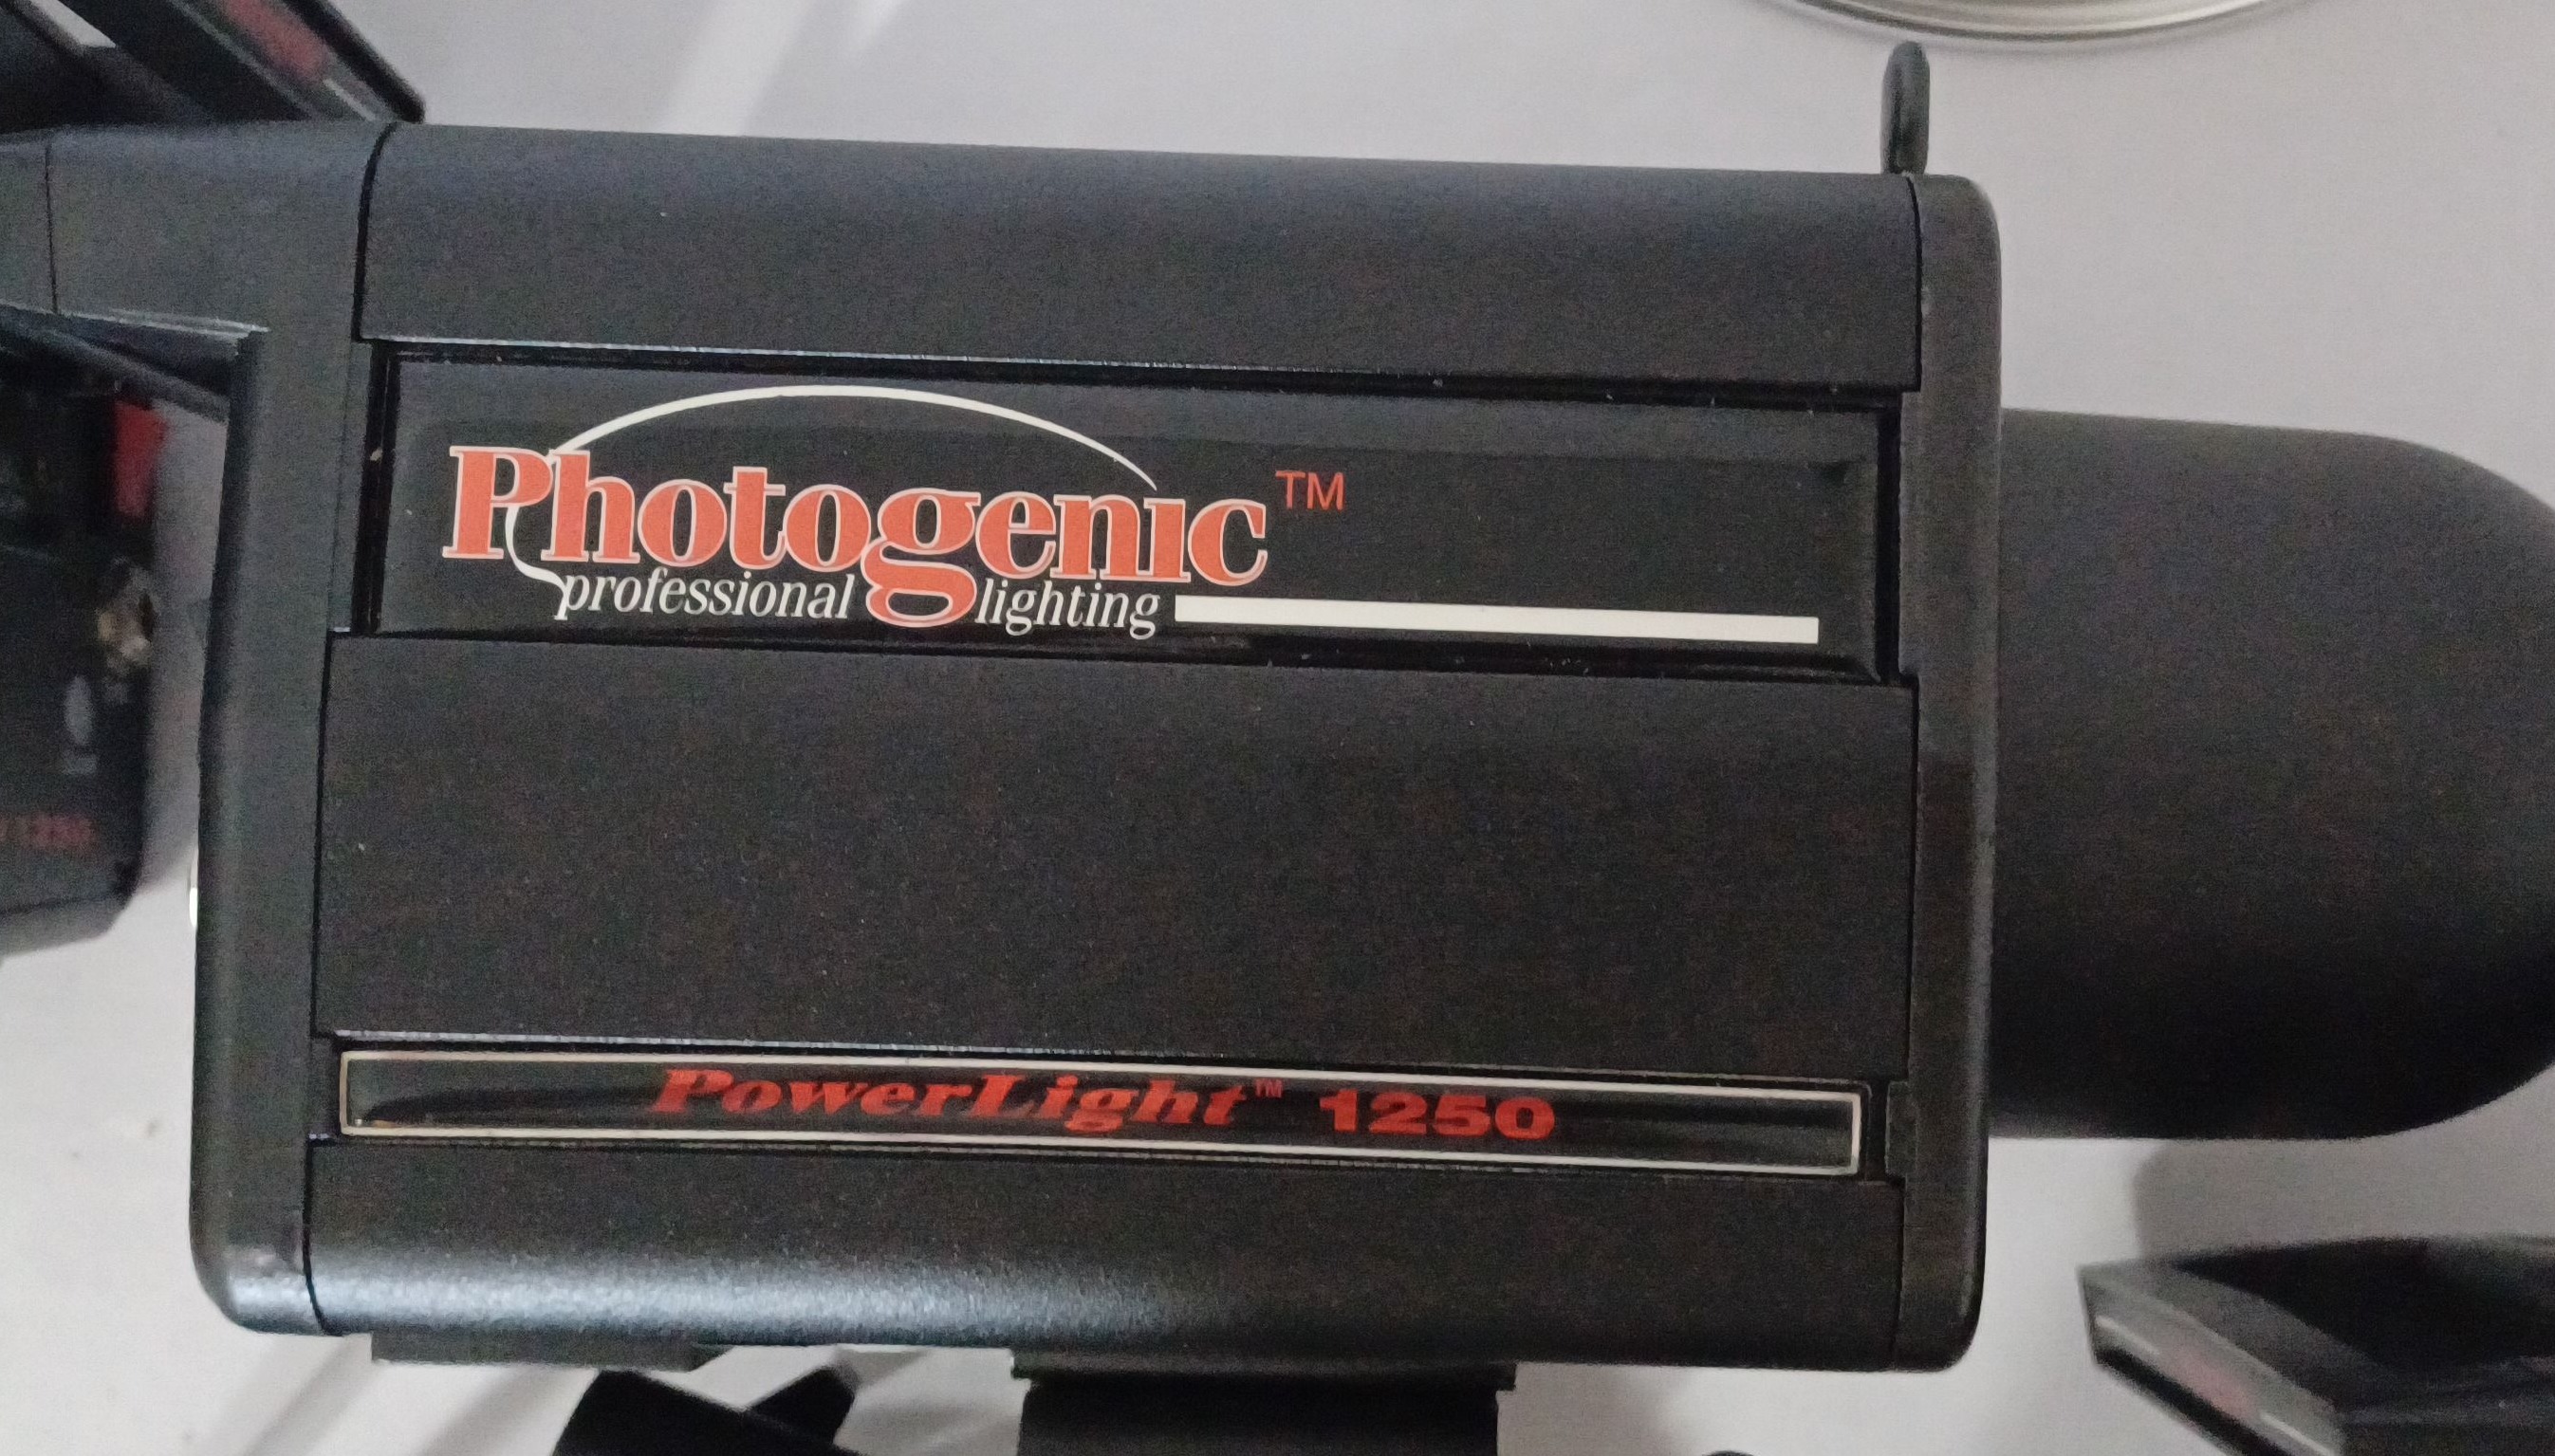 Photogenic™
professional lighting
PowerLight™ 1250